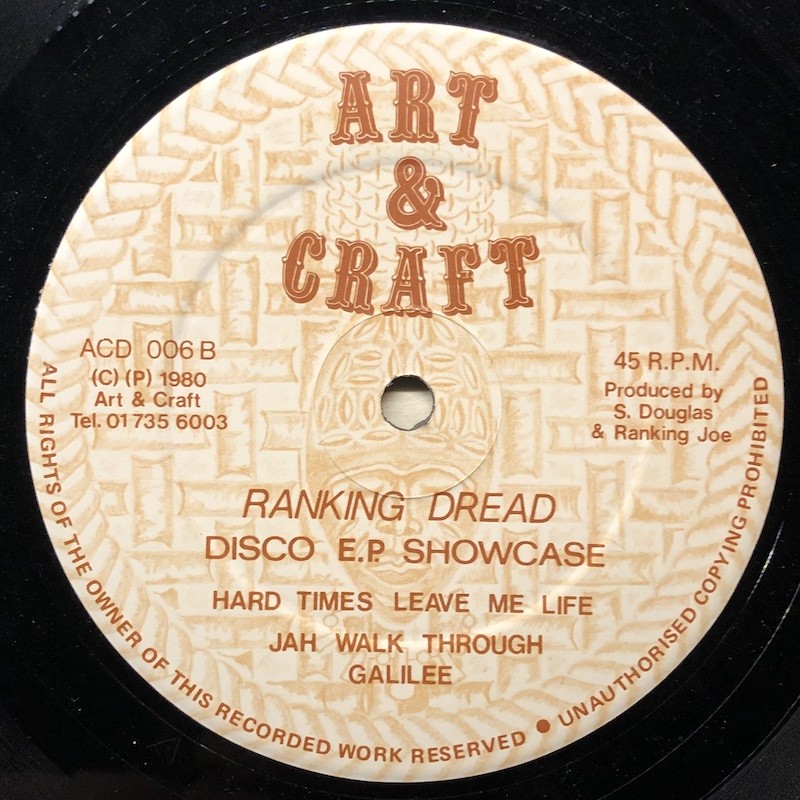 ART
&
CRAFT
ACD 006 B
(C) (P) 1980
Art & Craft
Tel. 01 735 6003
45 R.P.M.
Produced by
S. Douglas
& Ranking Joe
RANKING DREAD
DISCO E.P. SHOWCASE
HARD TIMES LEAVE ME LIFE
JAH WALK THROUGH
GALILEE
ALL RIGHTS OF THE OWNER OF THIS RECORDED WORK RESERVED ● UNAUTHORISED COPYING PROHIBITED